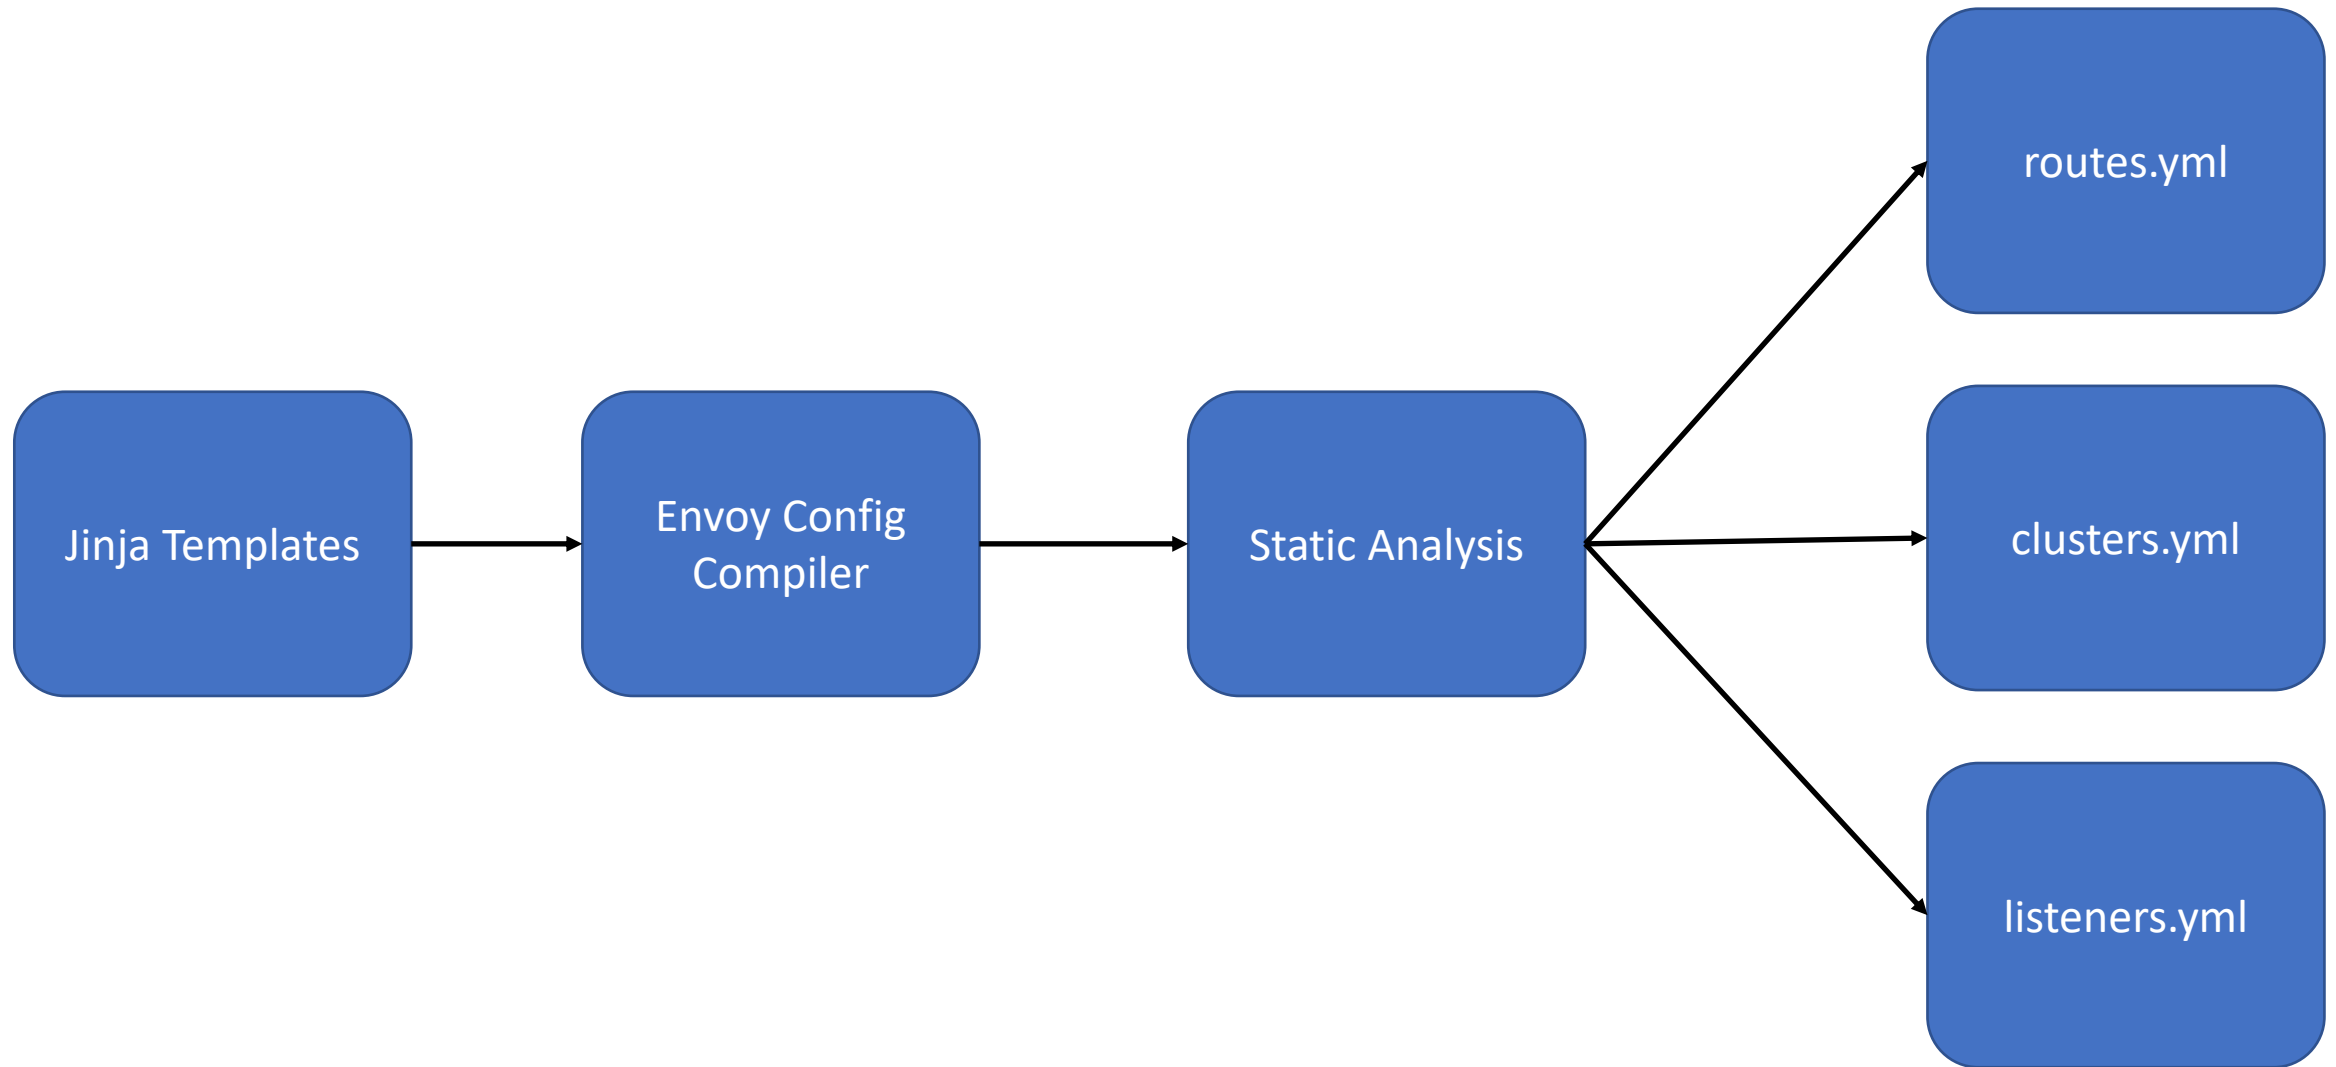 Jinja Templates
Envoy Config
Compiler
Static Analysis
routes.yml
clusters.yml
listeners.yml